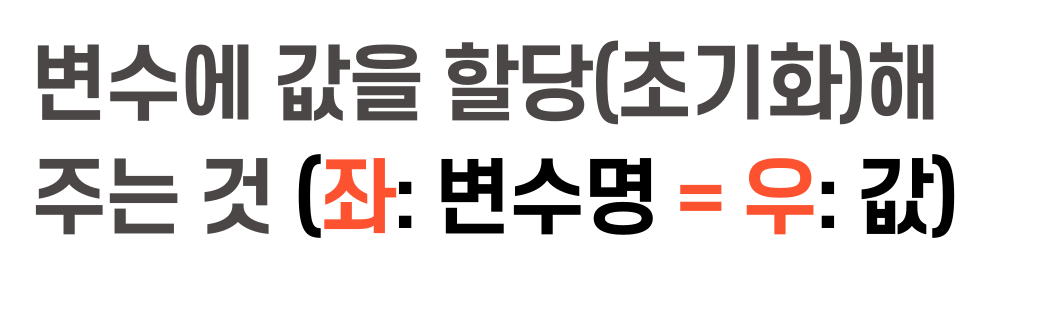 변수에 값을 할당(초기화)해
주는 것 (좌: 변수명 = 우: 값)